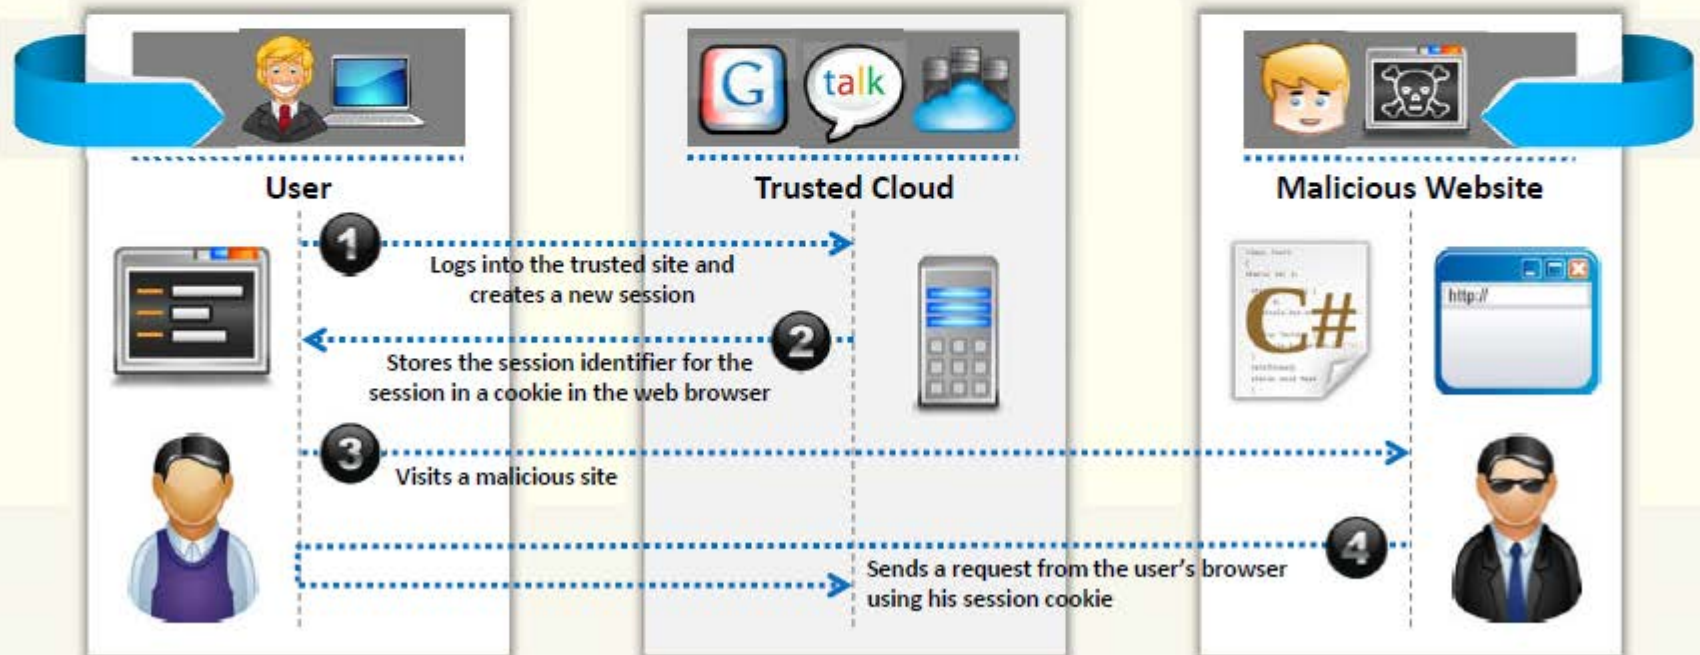 G
talk
User
Trusted Cloud
Malicious Website
1
Logs into the trusted site and
creates a new session
2
Stores the session identifier for the
session in a cookie in the web browser
C#
http://
3
Visits a malicious site
4
Sends a request from the user's browser
using his session cookie